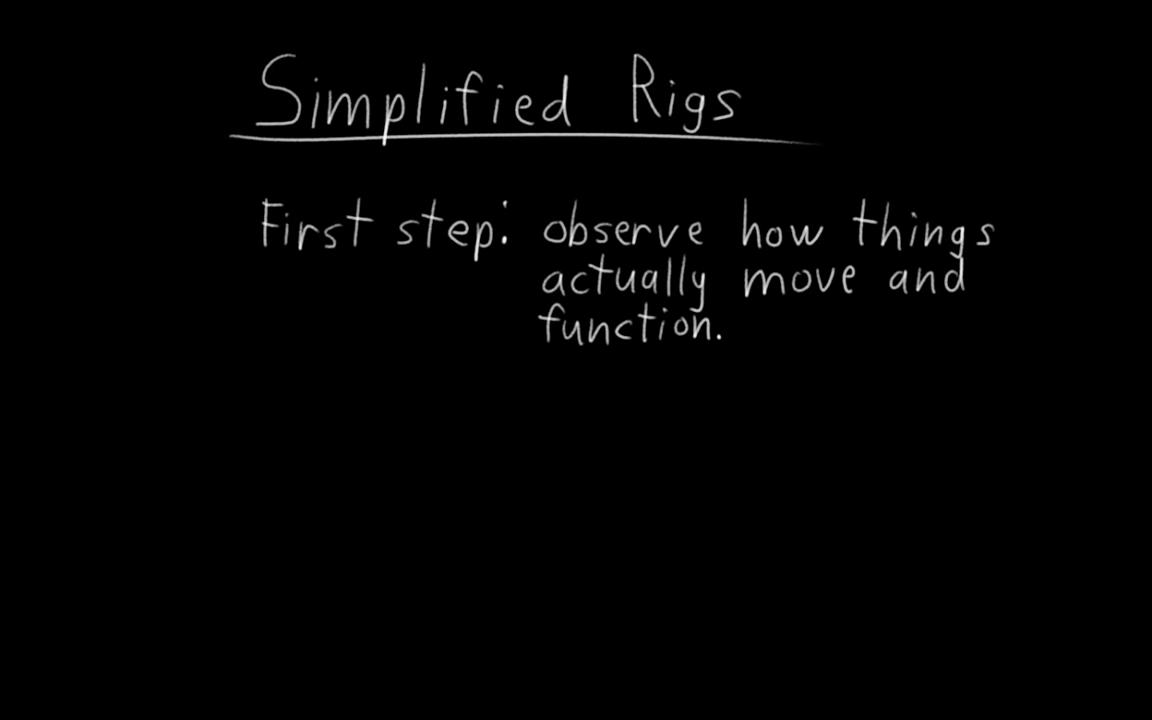 Simplified Rigs
First step: observe how things
actually move and
function.